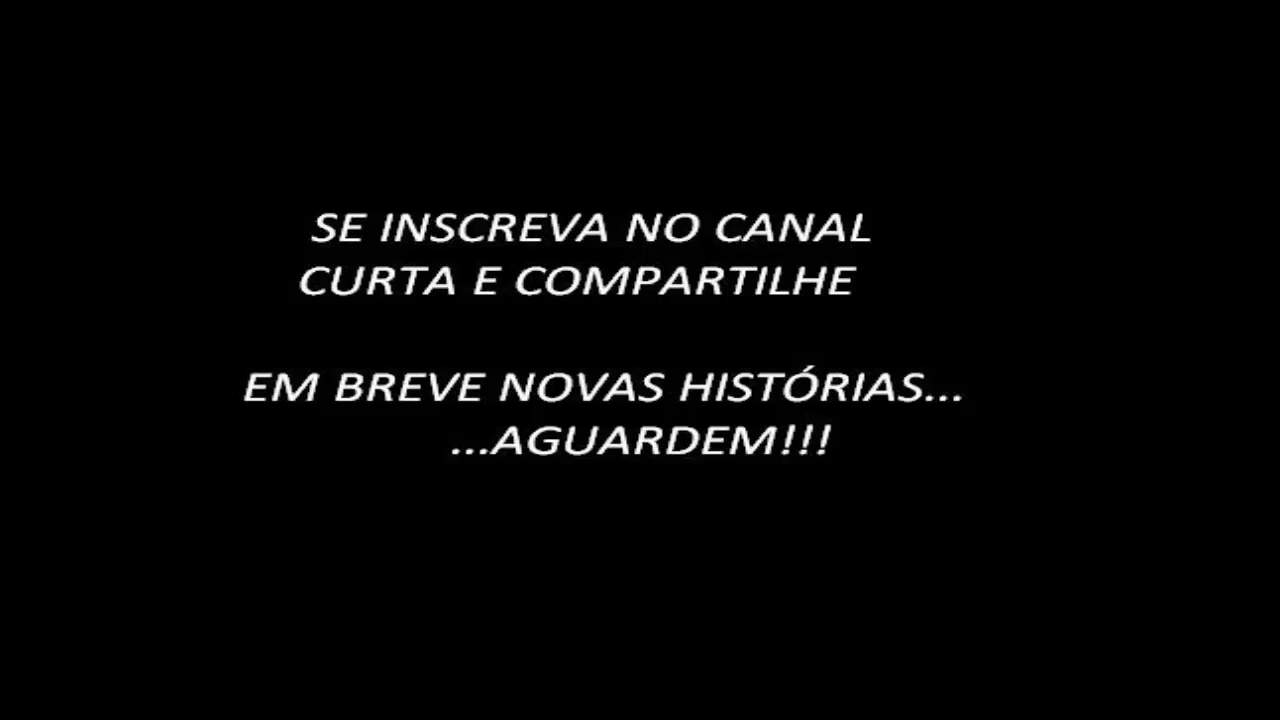 SE INSCREVA NO CANAL
CURTA E COMPARTILHE
EM BREVE NOVAS HISTÓRIAS...
...AGUARDEM!!!